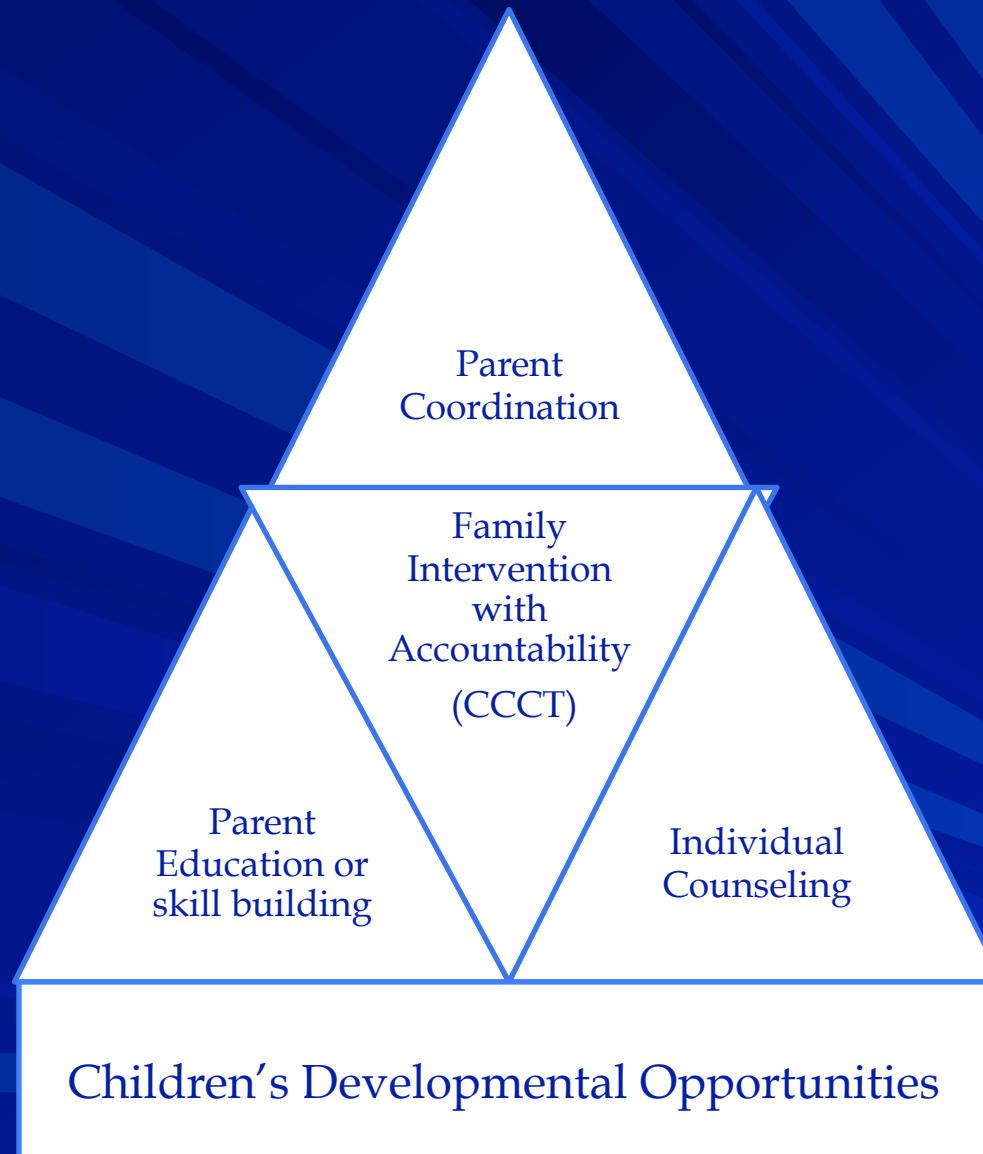 Parent
Coordination
Family
Intervention
with
Accountability
(CCCT)
Parent
Education or
skill building
Individual
Counseling
Children’s Developmental Opportunities